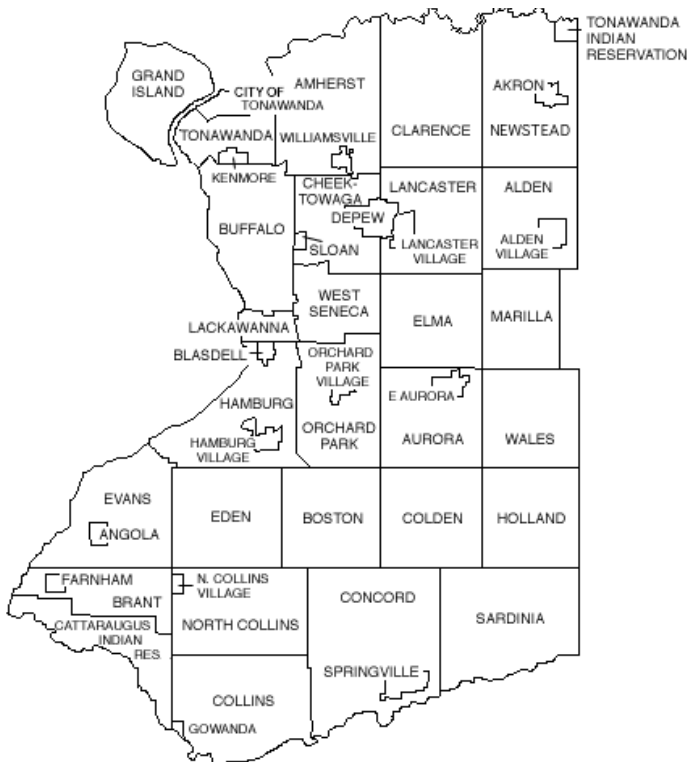 TONAWANDA
INDIAN
RESERVATION
GRAND
ISLAND
CITY OF
TONAWANDA
AMHERST
AKRON
TONAWANDA
WILLIAMSVILLE
CLARENCE
NEWSTEAD
KENMORE
CHEEK-
TOWAGA
LANCASTER
ALDEN
BUFFALO
DEPEW
SLOAN
LANCASTER
VILLAGE
ALDEN
VILLAGE
WEST
SENECA
ELMA
MARILLA
LACKAWANNA
BLASDELL
ORCHARD
PARK
VILLAGE
HAMBURG
E AURORA
HAMBURG
VILLAGE
ORCHARD
PARK
AURORA
WALES
EVANS
ANGOLA
EDEN
BOSTON
COLDEN
HOLLAND
FARNHAM
BRANT
N. COLLINS
VILLAGE
CONCORD
CATTARAUGUS
INDIAN
RES.
NORTH COLLINS
SARDINIA
SPRINGVILLE
COLLINS
GOWANDA